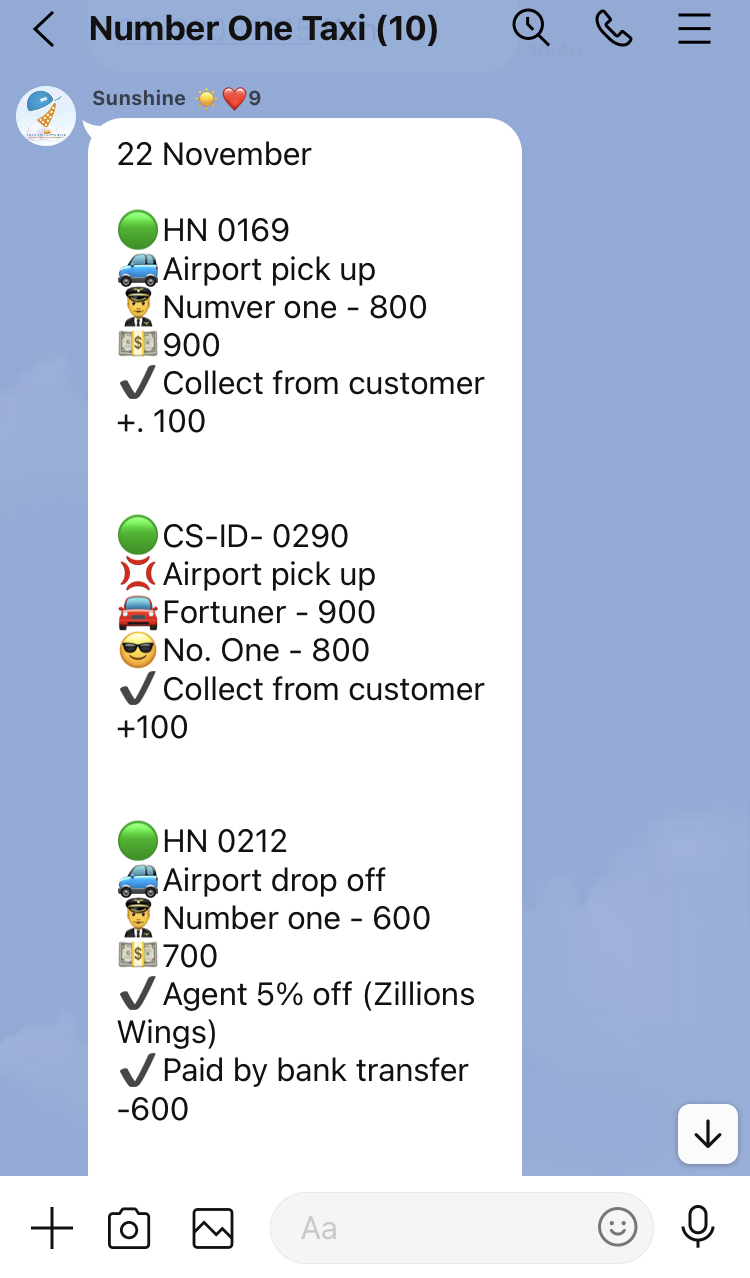 Number One Taxi (10)
Sunshine ☀️❤️9
22 November
🟢HN 0169
🚙Airport pick up
👨‍✈️Numver one - 800
💵900
✔️Collect from customer
+. 100
🟢CS-ID- 0290
💢Airport pick up
🚘Fortuner - 900
😎No. One - 800
✔️Collect from customer
+100
🟢HN 0212
🚙Airport drop off
👨‍✈️Number one - 600
💵700
✔️Agent 5% off (Zillions
Wings)
✔️Paid by bank transfer
-600
Aa